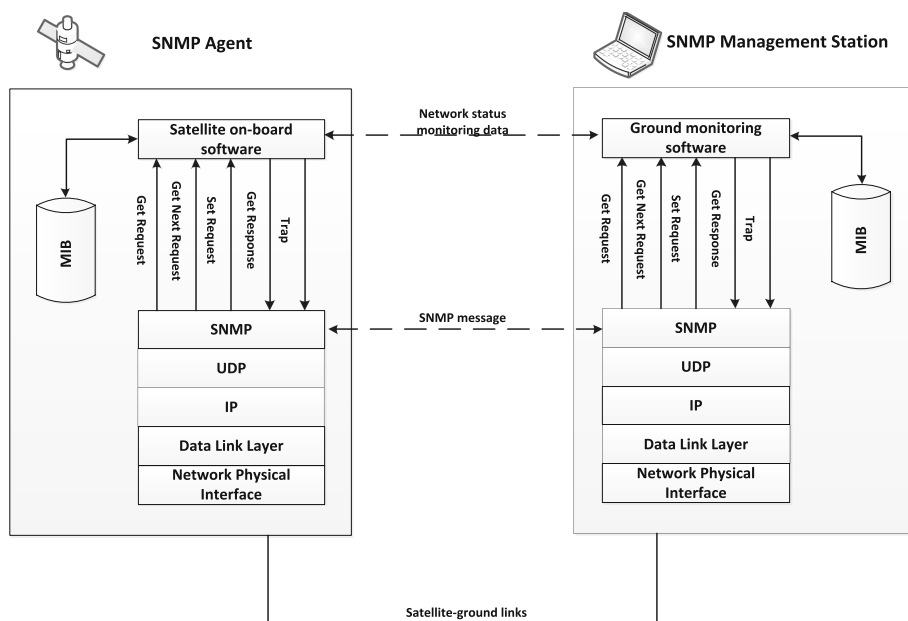 SNMP Agent
SNMP Management Station
Satellite on-board
software
Network status
monitoring data
Ground monitoring
software
MIB
Get Request
Get Next Request
Set Request
Get Response
Trap
Get Request
Get Next Request
Set Request
Get Response
Trap
MIB
SNMP
SNMP message
SNMP
UDP
UDP
IP
IP
Data Link Layer
Data Link Layer
Network Physical
Interface
Network Physical
Interface
Satellite-ground links